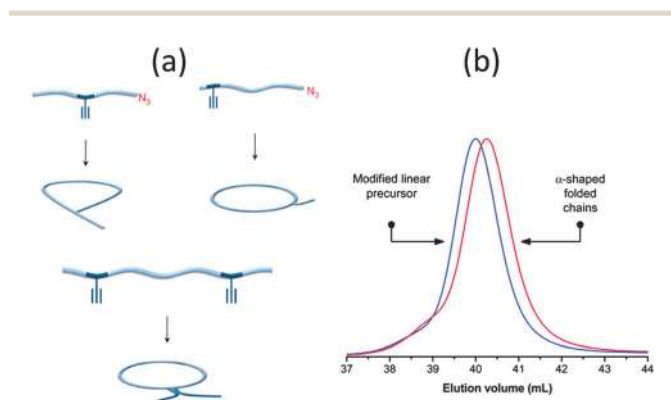 (a)
(b)
N3
N3
Modified linear
precursor
α-shaped
folded
chains
37 38 39 40 41 42 43 44
Elution volume (mL)